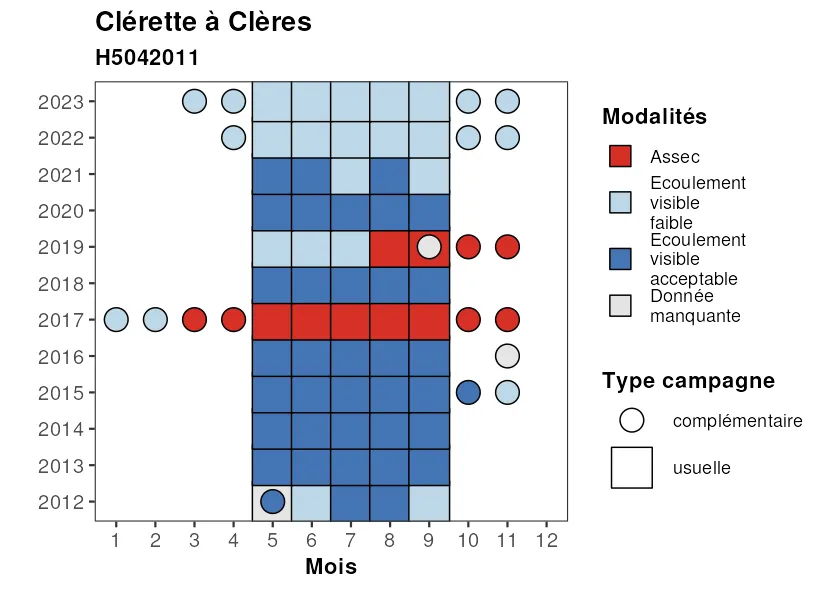 Clérette à Clères
H5042011
2023
2022
2021
2020
2019
2018
2017
2016
2015
2014
2013
2012
1 2 3 4 5 6 7 8 9 10 11 12
Mois
Modalités
Assec
Ecoulement
visible
faible
Ecoulement
visible
acceptable
Donnée
manquante
Type campagne
complémentaire
usuelle